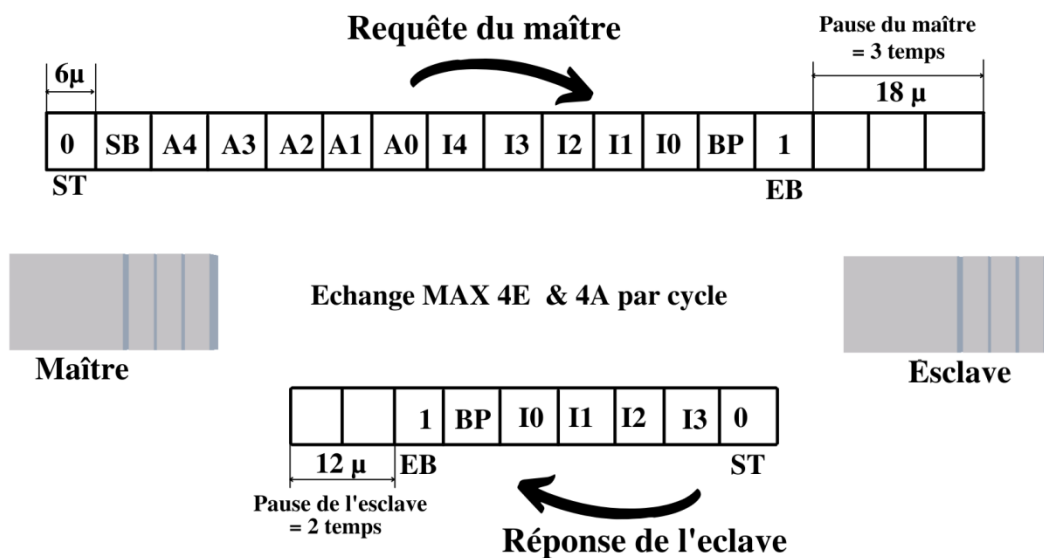 Requête du maître
Pause du maître
= 3 temps
6µ
18 µ
0 SB A4 A3 A2 A1 A0 I4 I3 I2 I1 I0 BP 1
ST
EB
Echange MAX 4E & 4A par cycle
Maître
Esclave
1 BP I0 I1 I2 I3 0
12 µ
EB
ST
Pause de l'esclave
= 2 temps
Réponse de l'eclave